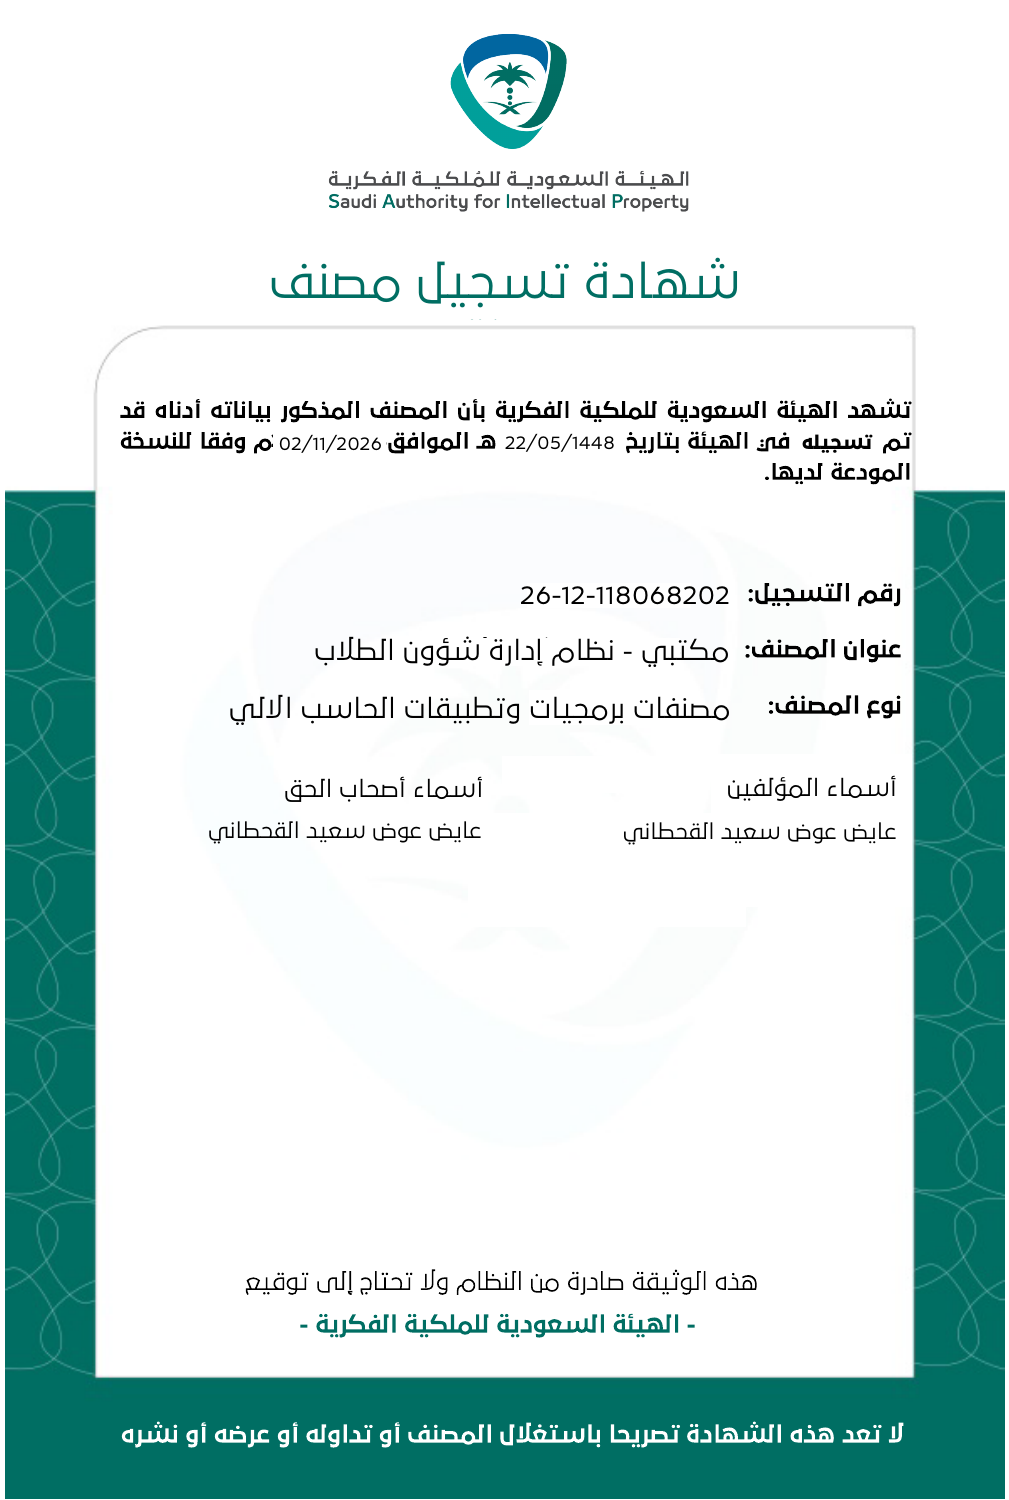 الهيئة السعودية للملكية الفكرية
Saudi Authority for Intellectual Property
شهادة تسجيل مصنف
تشهد الهيئة السعودية للملكية الفكرية بأن المصنف المذكور بياناته أدناه قد
تم تسجيله في الهيئة بتاريخ 22/05/1448 هـ الموافق 02/11/2026 م وفقا للنسخة
المودعة لديها.
رقم التسجيل: 26-12-118068202
عنوان المصنف: مكتبي - نظام إدارة شؤون الطلاب
نوع المصنف: مصنفات برمجيات وتطبيقات الحاسب الالي
أسماء المؤلفين أسماء أصحاب الحق
عايض عوض سعيد القحطاني عايض عوض سعيد القحطاني
هذه الوثيقة صادرة من النظام ولا تحتاج إلى توقيع
- الهيئة السعودية للملكية الفكرية -
لا تعد هذه الشهادة تصريحا باستغلال المصنف أو تداوله أو عرضه أو نشره